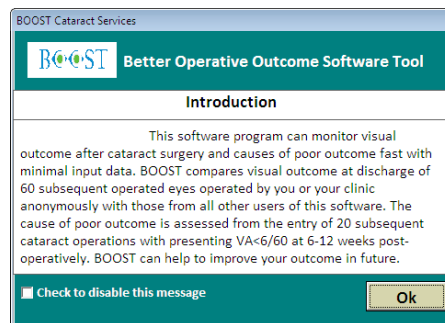 BOOST Cataract Services
BOOST Better Operative Outcome Software Tool
Introduction
This software program can monitor visual
outcome after cataract surgery and causes of poor outcome fast with
minimal input data. BOOST compares visual outcome at discharge of
60 subsequent operated eyes operated by you or your clinic
anonymously with those from all other users of this software. The
cause of poor outcome is assessed from the entry of 20 subsequent
cataract operations with presenting VA<6/60 at 6-12 weeks post-
operatively. BOOST can help to improve your outcome in future.
Check to disable this message
Ok